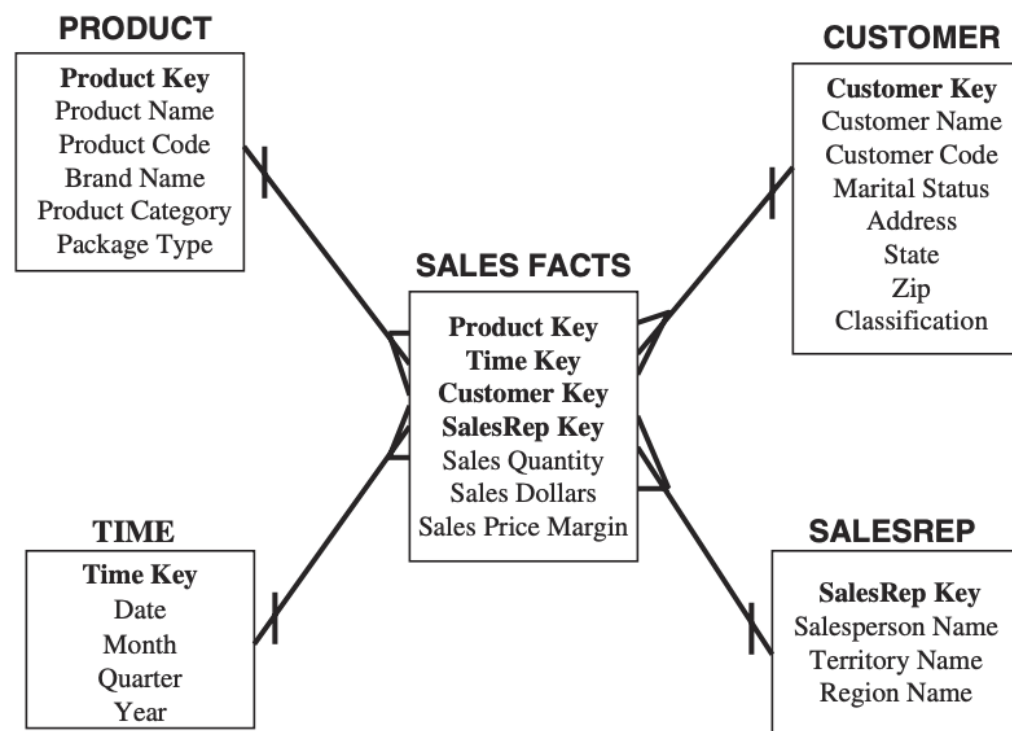 PRODUCT
Product Key
Product Name
Product Code
Brand Name
Product Category
Package Type
CUSTOMER
Customer Key
Customer Name
Customer Code
Marital Status
Address
State
Zip
Classification
SALES FACTS
Product Key
Time Key
Customer Key
SalesRep Key
Sales Quantity
Sales Dollars
Sales Price Margin
TIME
Time Key
Date
Month
Quarter
Year
SALESREP
SalesRep Key
Salesperson Name
Territory Name
Region Name